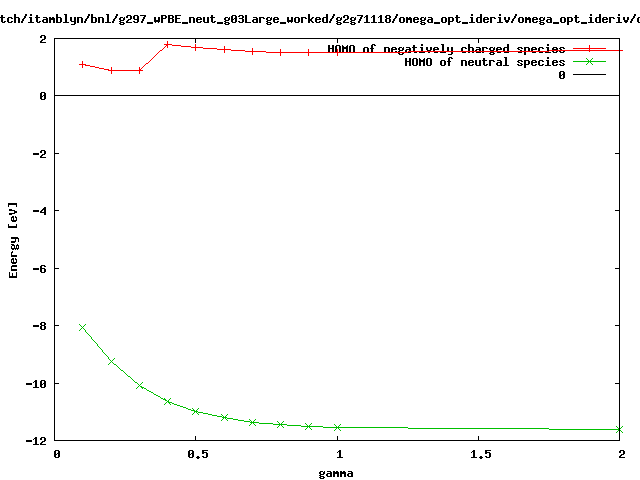 tch/itamblyn/bnl/g297_wPBE_neut_g03Large_worked/g2g71118/omega_opt_ideriv/omega_opt_ideriv/
HOMO of negatively charged species
HOMO of neutral species
0
2
0
-2
-4
-6
-8
-10
-12
Energy [eV]
0 0.5 1 1.5 2
gamma